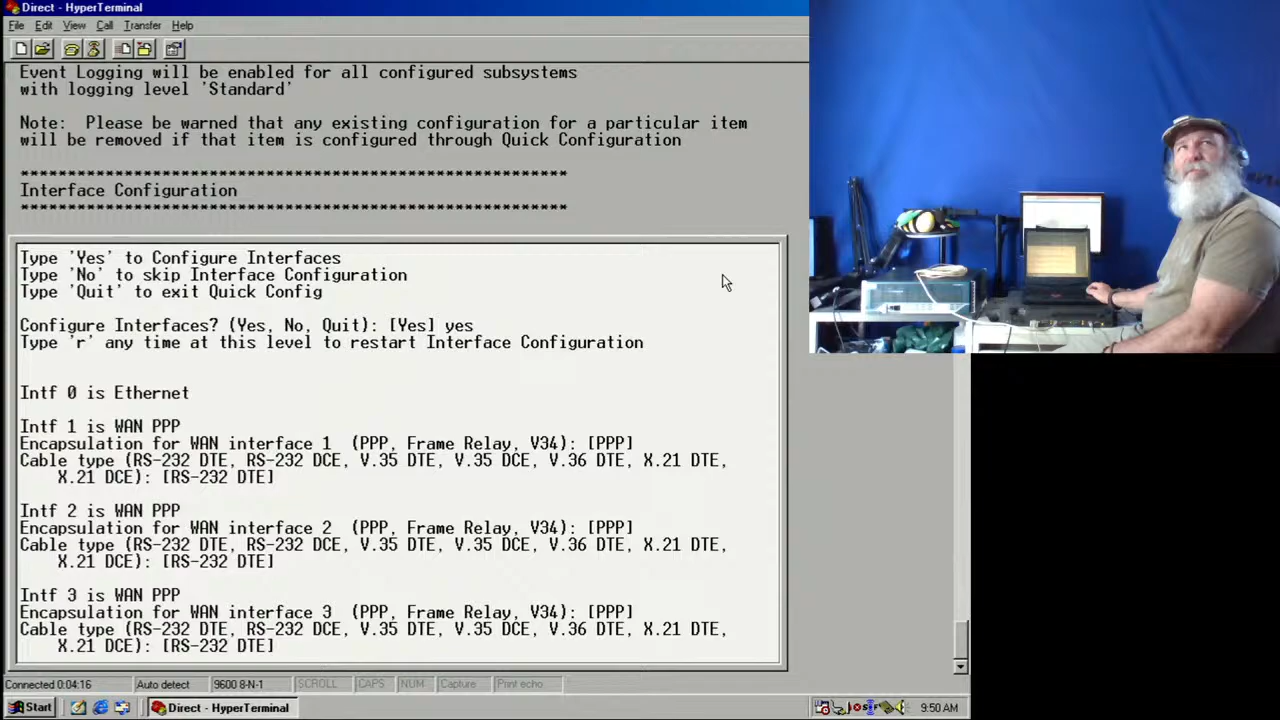 Direct - HyperTerminal
File Edit View Call Transfer Help
Event Logging will be enabled for all configured subsystems
with logging level 'Standard'
Note: Please be warned that any existing configuration for a particular item
will be removed if that item is configured through Quick Configuration
**********************************************************
Interface Configuration
**********************************************************
Type 'Yes' to Configure Interfaces
Type 'No' to skip Interface Configuration
Type 'Quit' to exit Quick Config
Configure Interfaces? (Yes, No, Quit): [Yes] yes
Type 'r' any time at this level to restart Interface Configuration
Intf 0 is Ethernet
Intf 1 is WAN PPP
Encapsulation for WAN interface 1 (PPP, Frame Relay, V34): [PPP]
Cable type (RS-232 DTE, RS-232 DCE, V.35 DTE, V.35 DCE, V.36 DTE, X.21 DTE,
X.21 DCE): [RS-232 DTE]
Intf 2 is WAN PPP
Encapsulation for WAN interface 2 (PPP, Frame Relay, V34): [PPP]
Cable type (RS-232 DTE, RS-232 DCE, V.35 DTE, V.35 DCE, V.36 DTE, X.21 DTE,
X.21 DCE): [RS-232 DTE]
Intf 3 is WAN PPP
Encapsulation for WAN interface 3 (PPP, Frame Relay, V34): [PPP]
Cable type (RS-232 DTE, RS-232 DCE, V.35 DTE, V.35 DCE, V.36 DTE, X.21 DTE,
X.21 DCE): [RS-232 DTE]
Connected 0:04:16 Auto detect 9600 8-N-1 SCROLL CAPS NUM Capture Print echo
Start Direct - HyperTerminal 9:50 AM